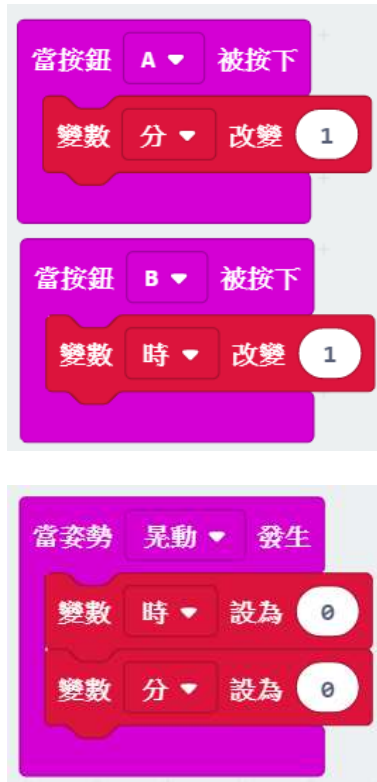 當按鈕 A 被按下
變數 分 改變 1
當按鈕 B 被按下
變數 時 改變 1
當姿勢 晃動 發生
變數 時 設為 0
變數 分 設為 0